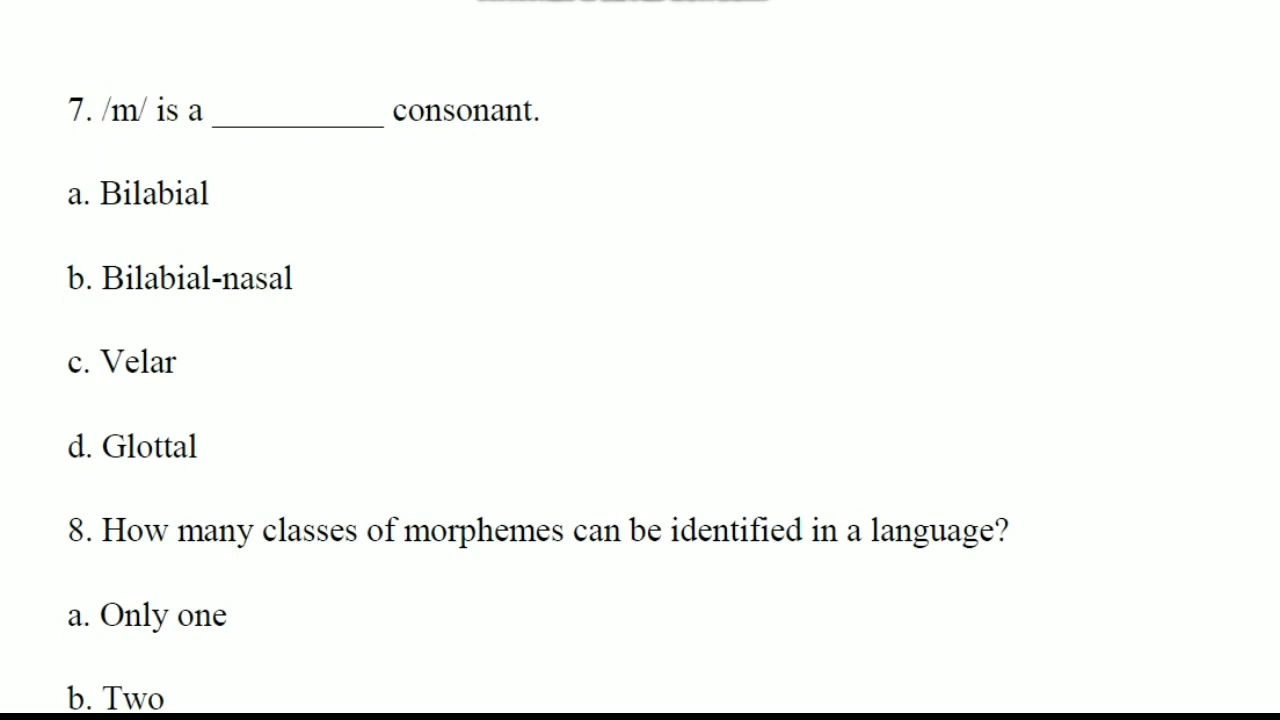 7. /m/ is a __________ consonant.
a. Bilabial
b. Bilabial-nasal
c. Velar
d. Glottal
8. How many classes of morphemes can be identified in a language?
a. Only one
b. Two